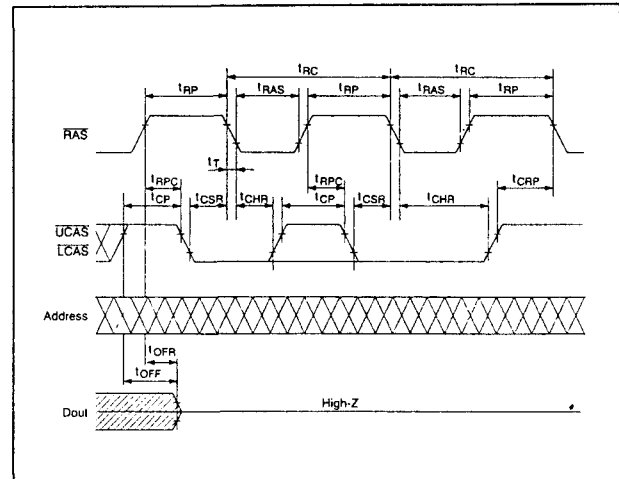 tRC tRC
tRP tRAS tRP tRAS tRP
RAS
tT
tRPC tRPC tCRP
tCP tCSR tCHR tCP tCSR tCHR
UCAS
LCAS
Address
tOFR
tOFF
High-Z
Dout